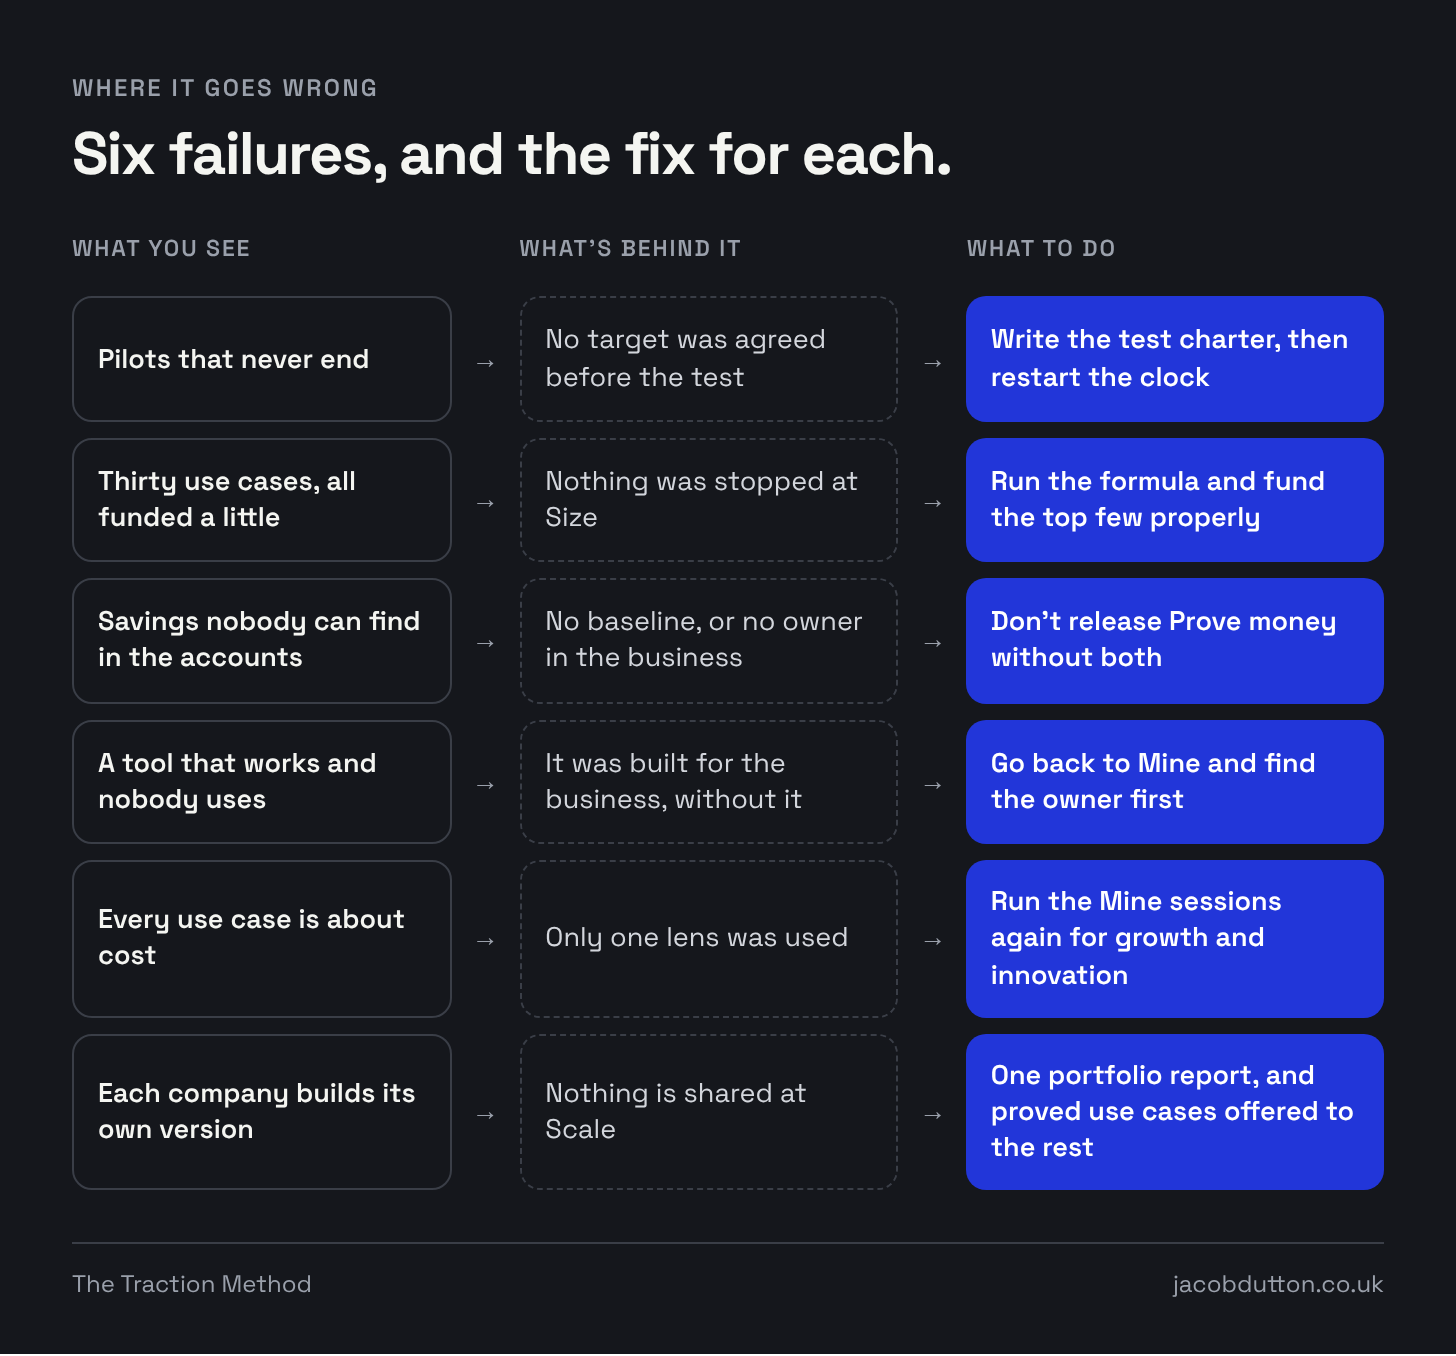 WHERE IT GOES WRONG
Six failures, and the fix for each.
WHAT YOU SEE
WHAT’S BEHIND IT
WHAT TO DO
Pilots that never end
→
No target was agreed
before the test
→
Write the test charter, then
restart the clock
Thirty use cases, all
funded a little
→
Nothing was stopped at
Size
→
Run the formula and fund
the top few properly
Savings nobody can find
in the accounts
→
No baseline, or no owner
in the business
→
Don’t release Prove money
without both
A tool that works and
nobody uses
→
It was built for the
business, without it
→
Go back to Mine and find
the owner first
Every use case is about
cost
→
Only one lens was used
→
Run the Mine sessions
again for growth and
innovation
Each company builds its
own version
→
Nothing is shared at
Scale
→
One portfolio report, and
proved use cases offered to
the rest
The Traction Method
jacobdutton.co.uk